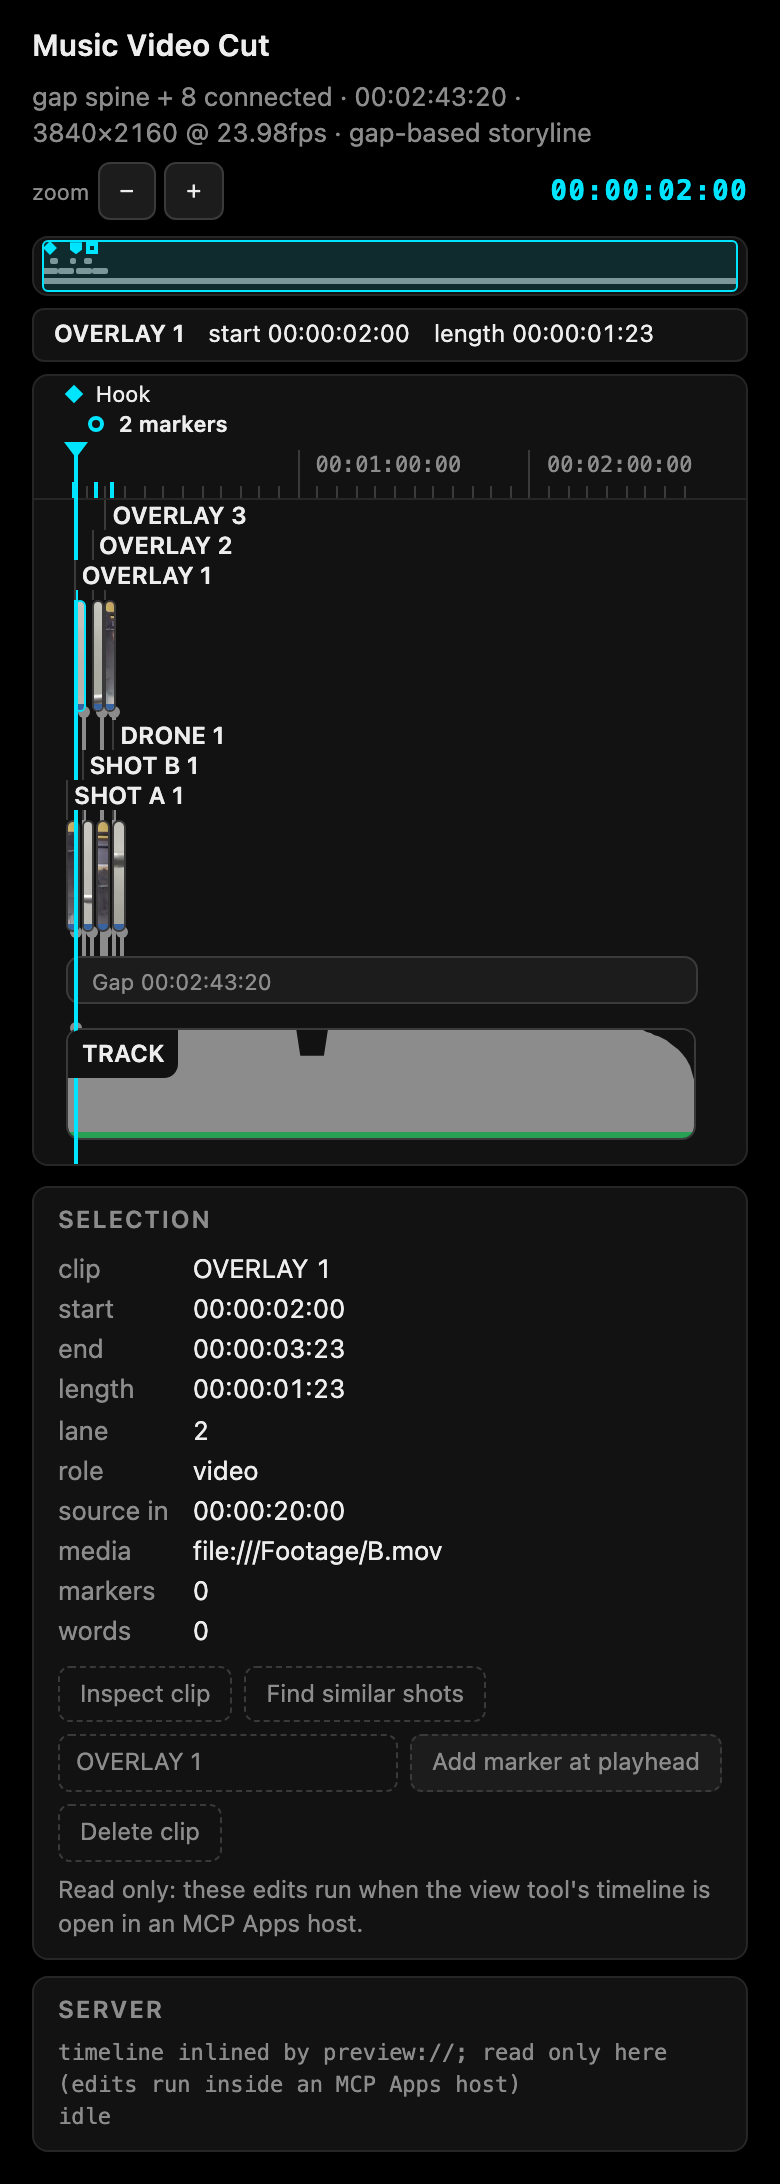 Music Video Cut
gap spine + 8 connected · 00:02:43:20 ·
3840×2160 @ 23.98fps · gap-based storyline
zoom − + 00:00:02:00
OVERLAY 1 start 00:00:02:00 length 00:00:01:23
Hook
2 markers
00:01:00:00 00:02:00:00
OVERLAY 3
OVERLAY 2
OVERLAY 1
DRONE 1
SHOT B 1
SHOT A 1
Gap 00:02:43:20
TRACK
SELECTION
clip OVERLAY 1
start 00:00:02:00
end 00:00:03:23
length 00:00:01:23
lane 2
role video
source in 00:00:20:00
media file:///Footage/B.mov
markers 0
words 0
Inspect clip Find similar shots
OVERLAY 1 Add marker at playhead
Delete clip
Read only: these edits run when the view tool's timeline is
open in an MCP Apps host.
SERVER
timeline inlined by preview://; read only here
(edits run inside an MCP Apps host)
idle